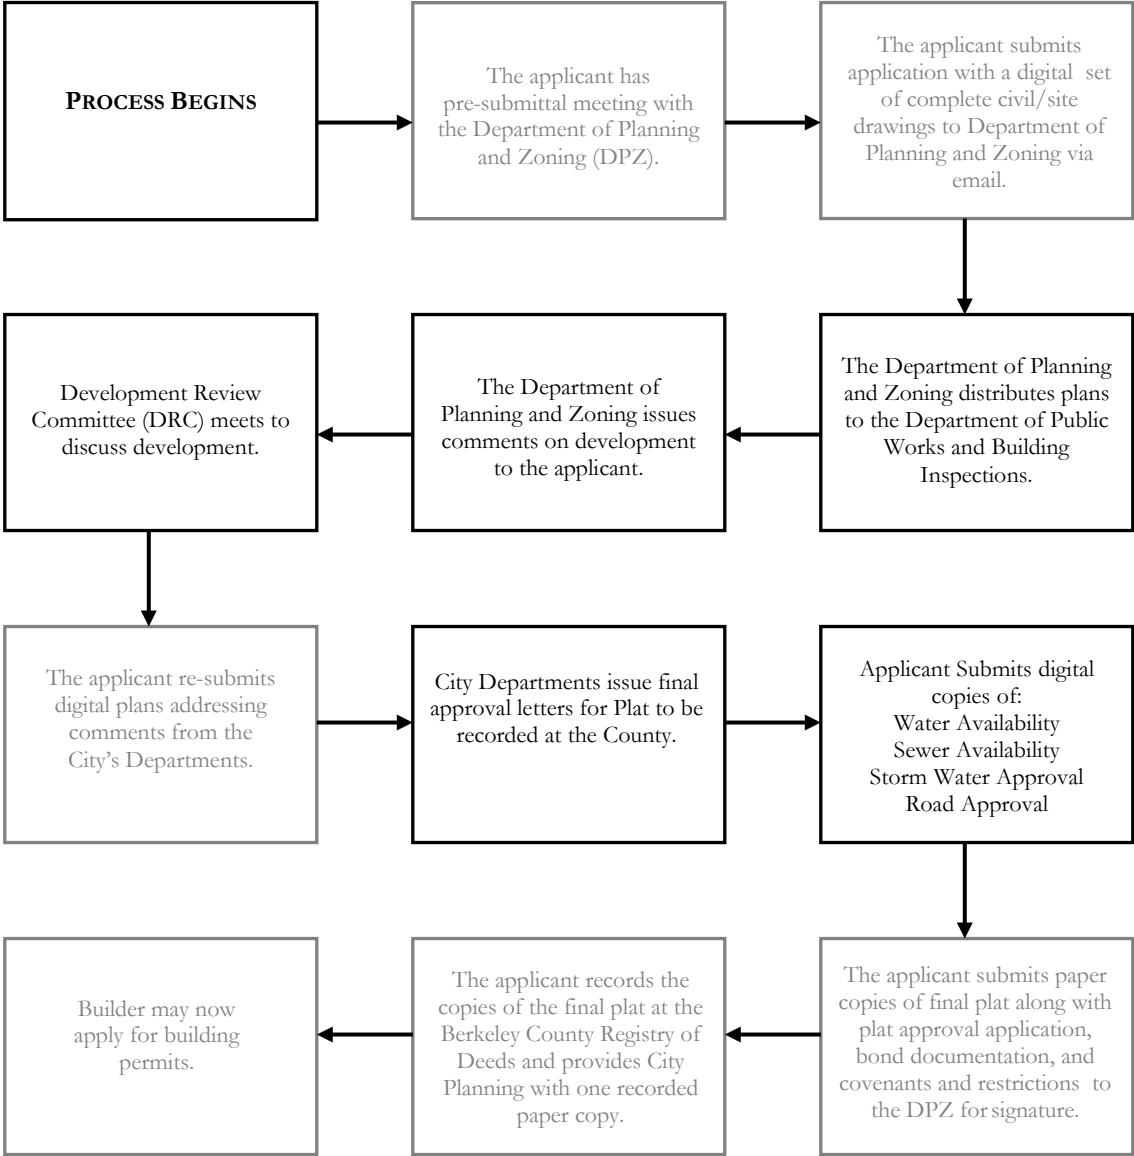 PROCESS BEGINS
The applicant has
pre-submittal meeting with
the Department of Planning
and Zoning (DPZ).
The applicant submits
application with a digital set
of complete civil/site
drawings to Department of
Planning and Zoning via
email.
The Department of Planning
and Zoning distributes plans
to the Department of Public
Works and Building
Inspections.
The Department of
Planning and Zoning issues
comments on development
to the applicant.
Development Review
Committee (DRC) meets to
discuss development.
The applicant re-submits
digital plans addressing
comments from the
City's Departments.
City Departments issue final
approval letters for Plat to be
recorded at the County.
Applicant Submits digital
copies of:
Water Availability
Sewer Availability
Storm Water Approval
Road Approval
The applicant submits paper
copies of final plat along with
plat approval application,
bond documentation, and
covenants and restrictions to
the DPZ for signature.
The applicant records the
copies of the final plat at the
Berkeley County Registry of
Deeds and provides City
Planning with one recorded
paper copy.
Builder may now
apply for building
permits.